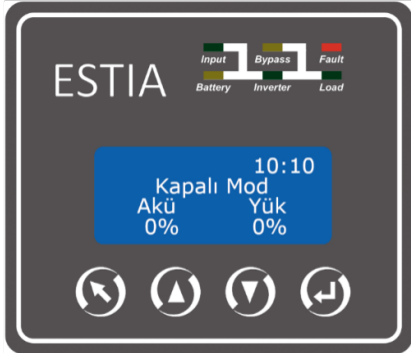 ESTIA
Input Bypass Fault
Battery Inverter Load
10:10
Kapalı Mod
Akü Yük
0% 0%